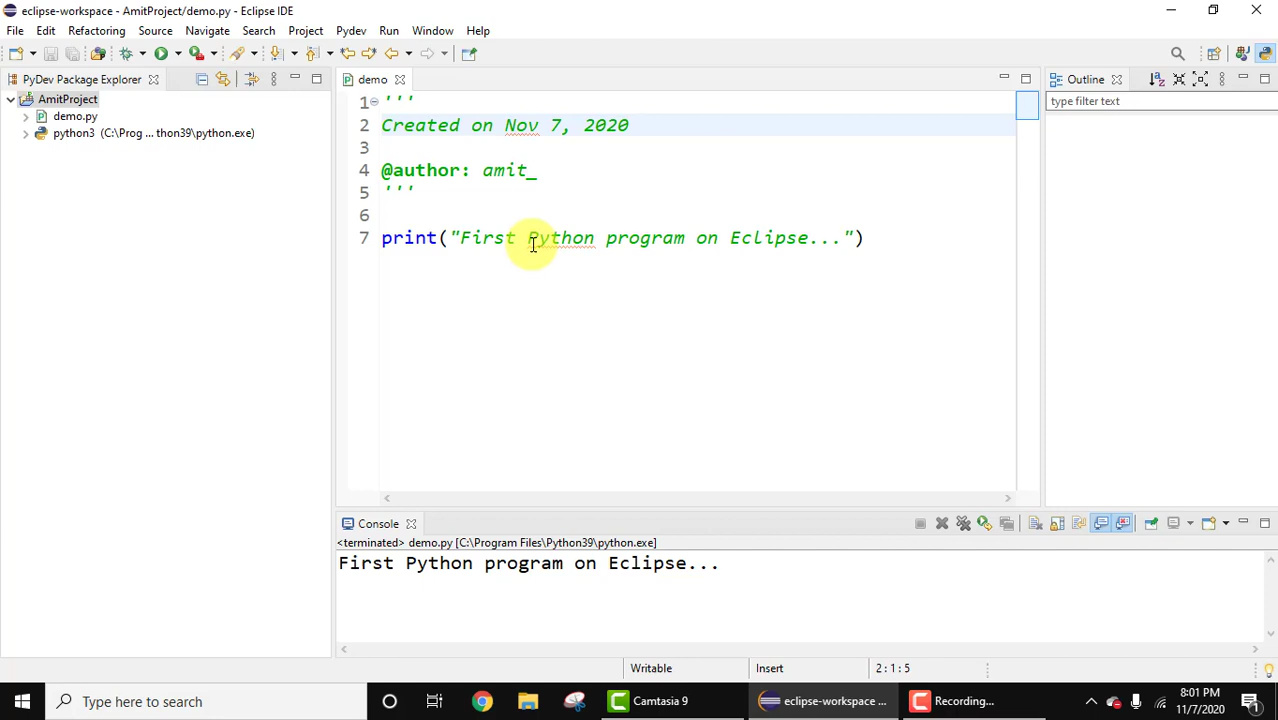 eclipse-workspace - AmitProject/demo.py - Eclipse IDE
File Edit Refactoring Source Navigate Search Project Pydev Run Window Help
PyDev Package Explorer
demo
Outline
AmitProject
type filter text
demo.py
python3 (C:\Prog ... thon39\python.exe)
1 '''
2 Created on Nov 7, 2020
3
4 @author: amit_
5 '''
6
7 print("First Python program on Eclipse...")
Console
<terminated> demo.py [C:\Program Files\Python39\python.exe]
First Python program on Eclipse...
Writable Insert 2 : 1 : 5
Type here to search
Camtasia 9
eclipse-workspace ...
Recording...
8:01 PM
11/7/2020
1